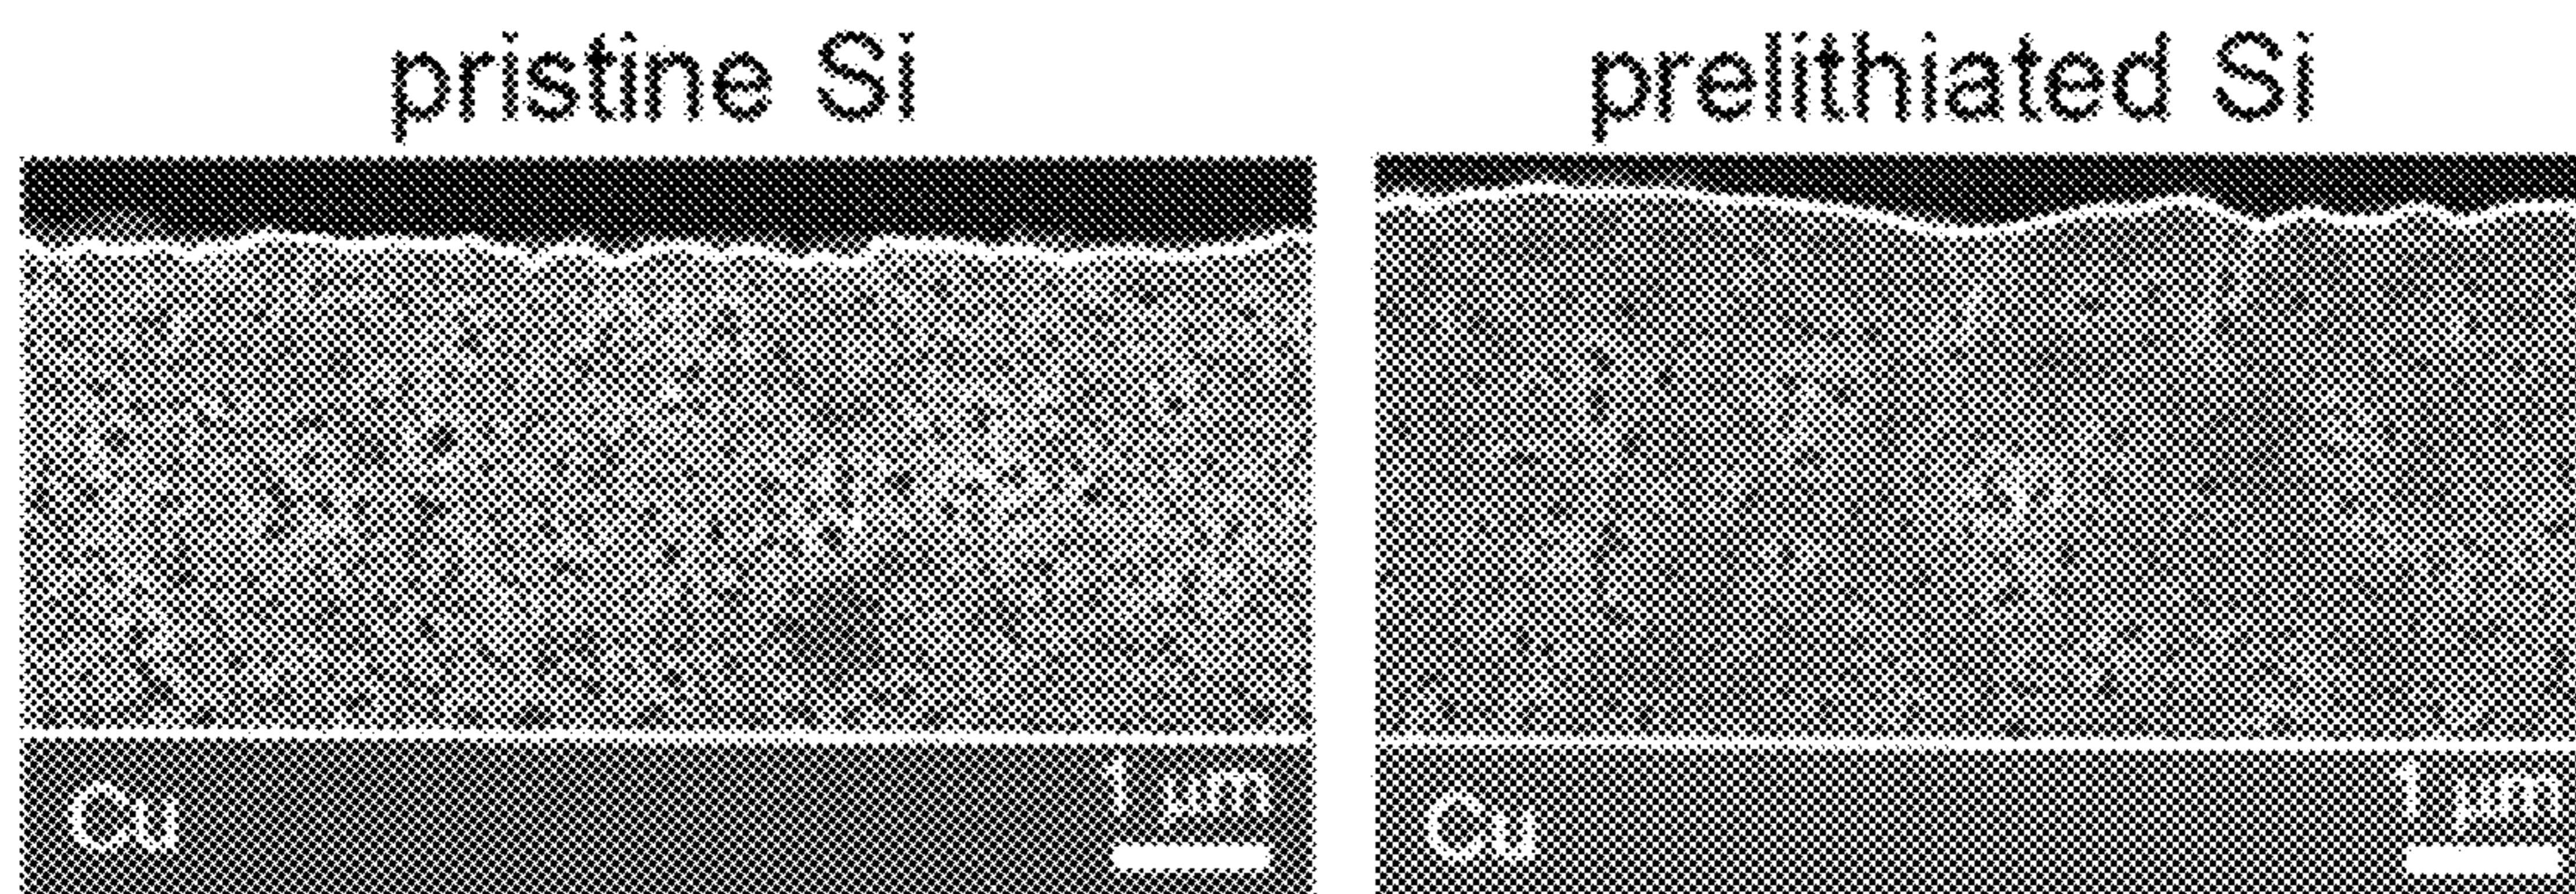 pristine Si
prelithiated Si
Cu
1 µm
Cu
1 µm